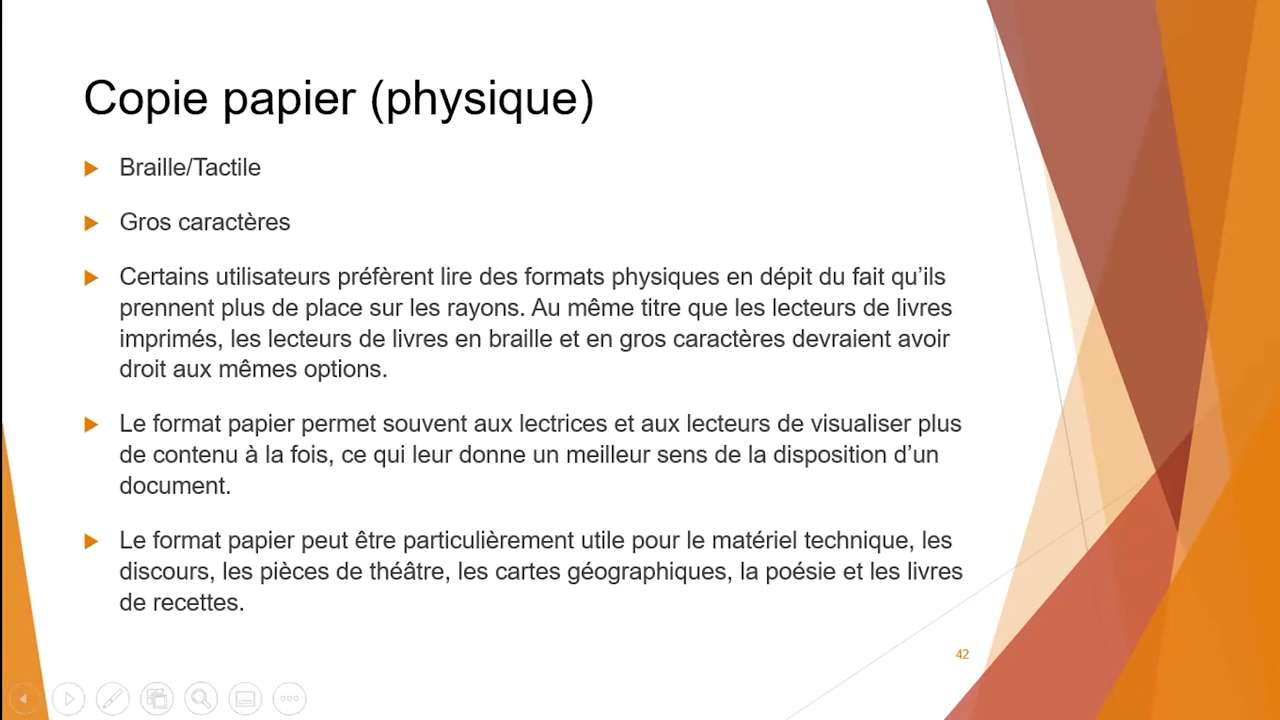 Copie papier (physique)
Braille/Tactile
Gros caractères
Certains utilisateurs préfèrent lire des formats physiques en dépit du fait qu’ils
prennent plus de place sur les rayons. Au même titre que les lecteurs de livres
imprimés, les lecteurs de livres en braille et en gros caractères devraient avoir
droit aux mêmes options.
Le format papier permet souvent aux lectrices et aux lecteurs de visualiser plus
de contenu à la fois, ce qui leur donne un meilleur sens de la disposition d’un
document.
Le format papier peut être particulièrement utile pour le matériel technique, les
discours, les pièces de théâtre, les cartes géographiques, la poésie et les livres
de recettes.
42